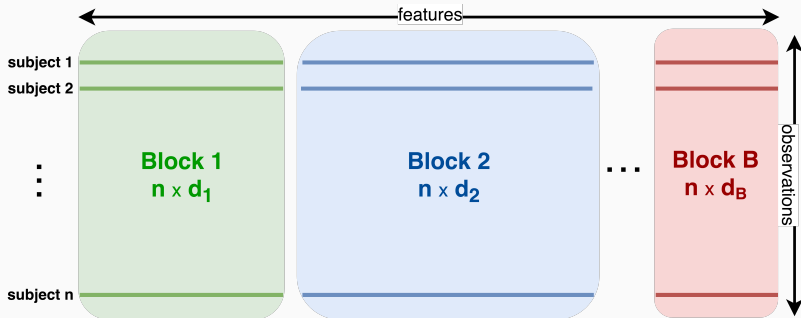 features
subject 1
subject 2
Block 1
n x d1
Block 2
n x d2
...
Block B
n x dB
observations
subject n